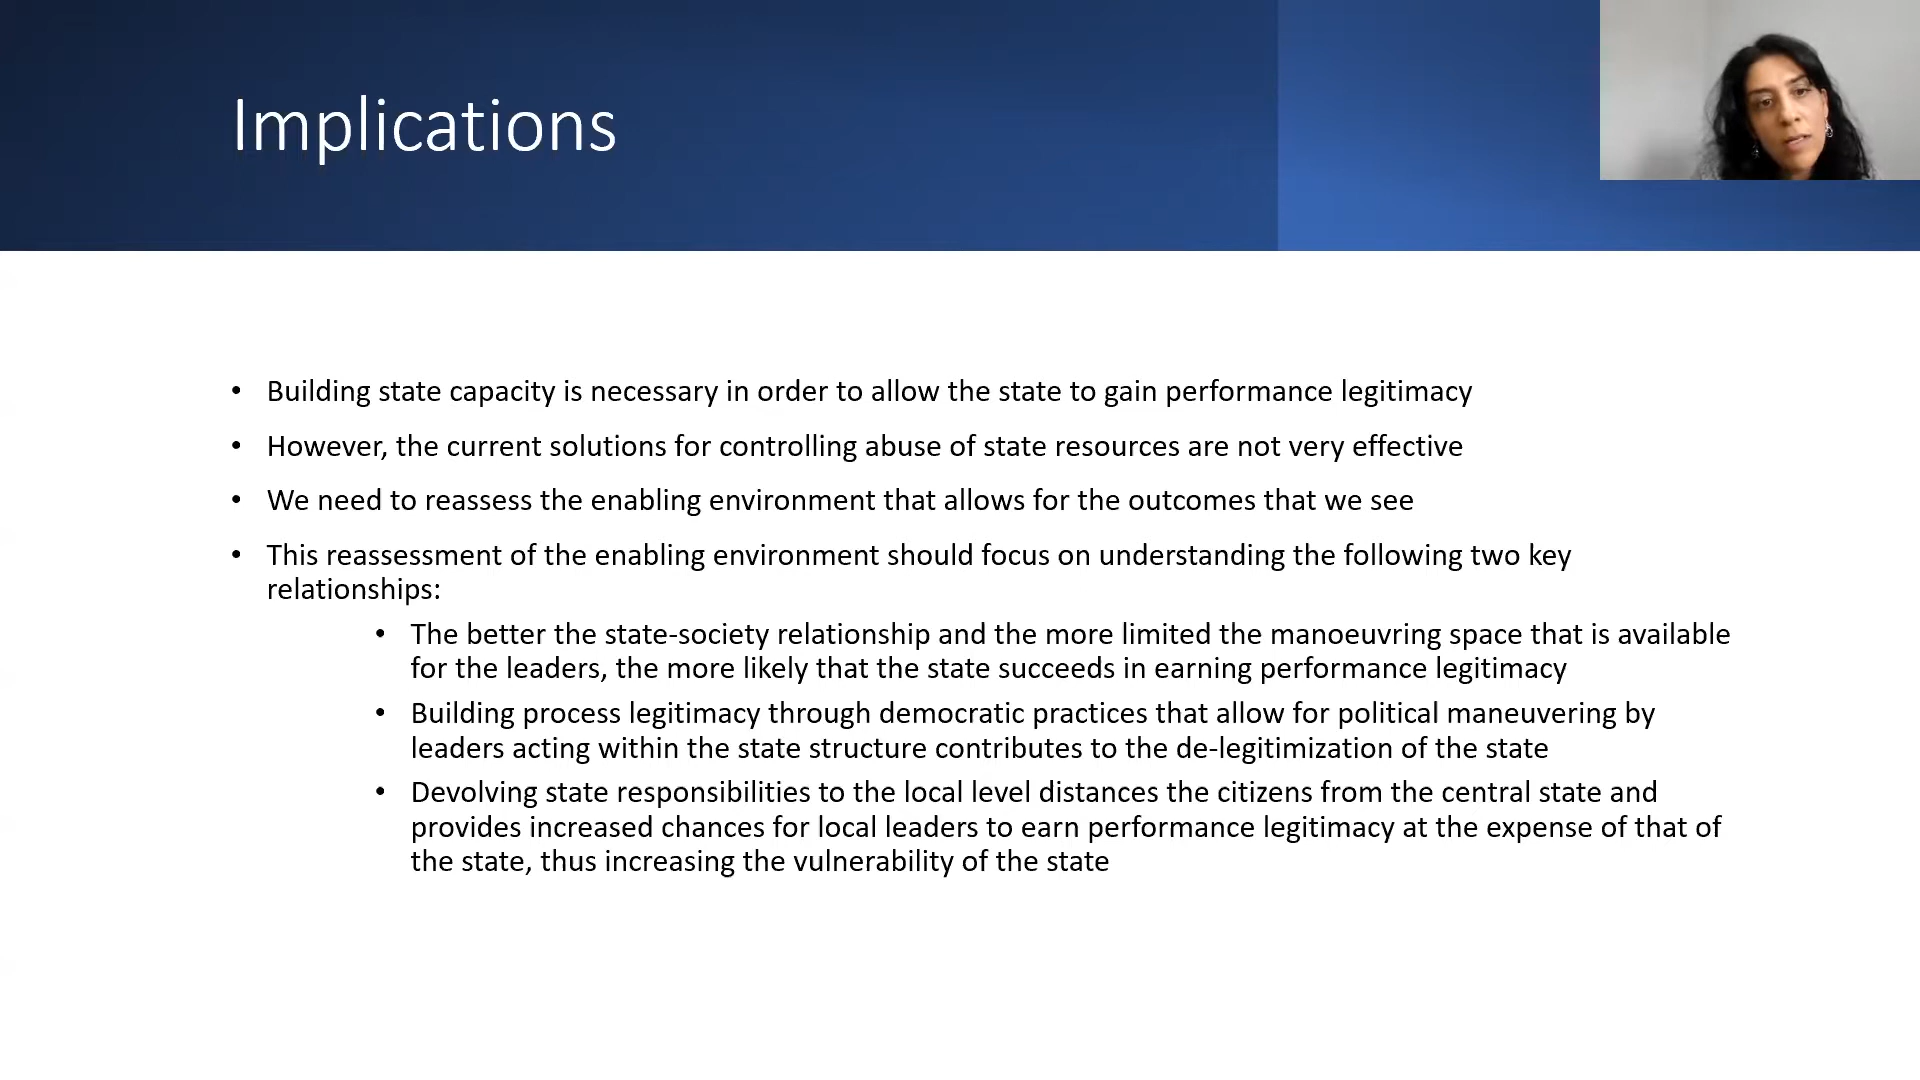 Implications
• Building state capacity is necessary in order to allow the state to gain performance legitimacy
• However, the current solutions for controlling abuse of state resources are not very effective
• We need to reassess the enabling environment that allows for the outcomes that we see
• This reassessment of the enabling environment should focus on understanding the following two key
relationships:
• The better the state-society relationship and the more limited the manoeuvring space that is available
for the leaders, the more likely that the state succeeds in earning performance legitimacy
• Building process legitimacy through democratic practices that allow for political maneuvering by
leaders acting within the state structure contributes to the de-legitimization of the state
• Devolving state responsibilities to the local level distances the citizens from the central state and
provides increased chances for local leaders to earn performance legitimacy at the expense of that of
the state, thus increasing the vulnerability of the state